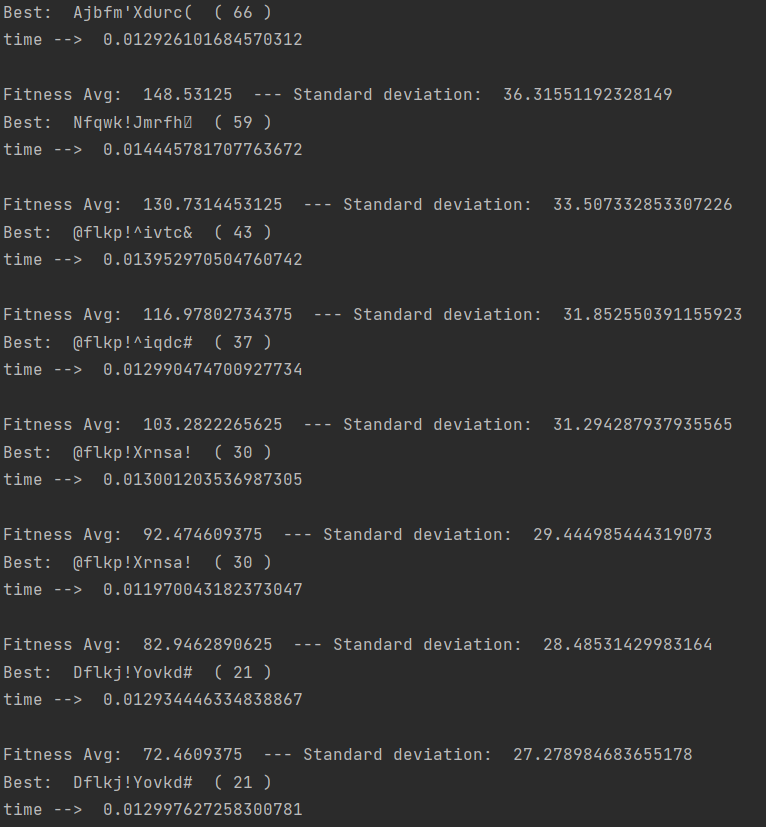 Best:  Ajbfm'Xdurc(  ( 66 )
time -->  0.012926101684570312
Fitness Avg:  148.53125  --- Standard deviation:  36.31551192328149
Best:  Nfqwk!Jmrfh  ( 59 )
time -->  0.014445781707763672
Fitness Avg:  130.7314453125  --- Standard deviation:  33.507332853307226
Best:  @flkp!^ivtc&  ( 43 )
time -->  0.013952970504760742
Fitness Avg:  116.97802734375  --- Standard deviation:  31.852550391155923
Best:  @flkp!^iqdc#  ( 37 )
time -->  0.012990474700927734
Fitness Avg:  103.2822265625  --- Standard deviation:  31.294287937935565
Best:  @flkp!Xrnsa!  ( 30 )
time -->  0.013001203536987305
Fitness Avg:  92.474609375  --- Standard deviation:  29.444985444319073
Best:  @flkp!Xrnsa!  ( 30 )
time -->  0.011970043182373047
Fitness Avg:  82.9462890625  --- Standard deviation:  28.48531429983164
Best:  Dflkj!Yovkd#  ( 21 )
time -->  0.012934446334838867
Fitness Avg:  72.4609375  --- Standard deviation:  27.278984683655178
Best:  Dflkj!Yovkd#  ( 21 )
time -->  0.012997627258300781